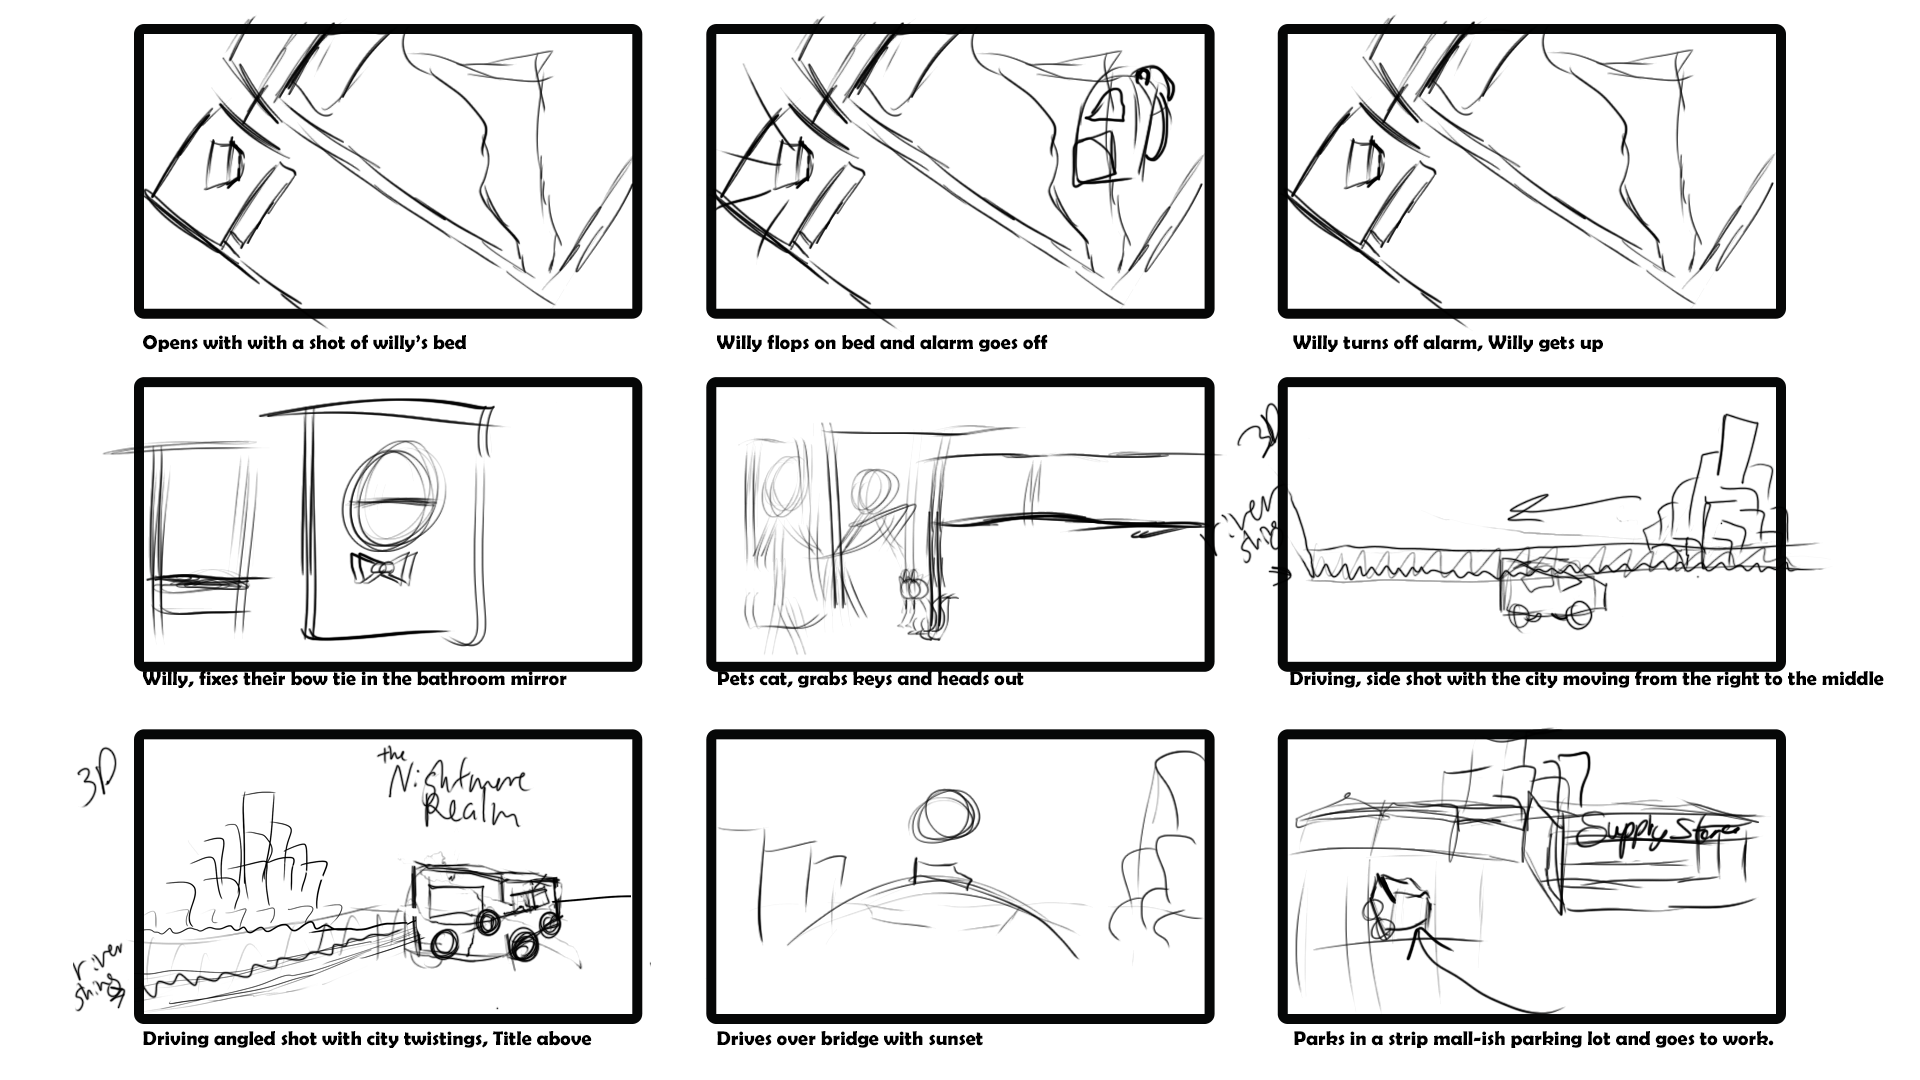 Opens with with a shot of willy's bed
Willy flops on bed and alarm goes off
Willy turns off alarm, Willy gets up
3D
river
Willy, fixes their bow tie in the bathroom mirror
Pets cat, grabs keys and heads out
Driving, side shot with the city moving from the right to the middle
3D
the
Nightmare
Realm
river
Supply Store
Driving angled shot with city twistings, Title above
Drives over bridge with sunset
Parks in a strip mall-ish parking lot and goes to work.